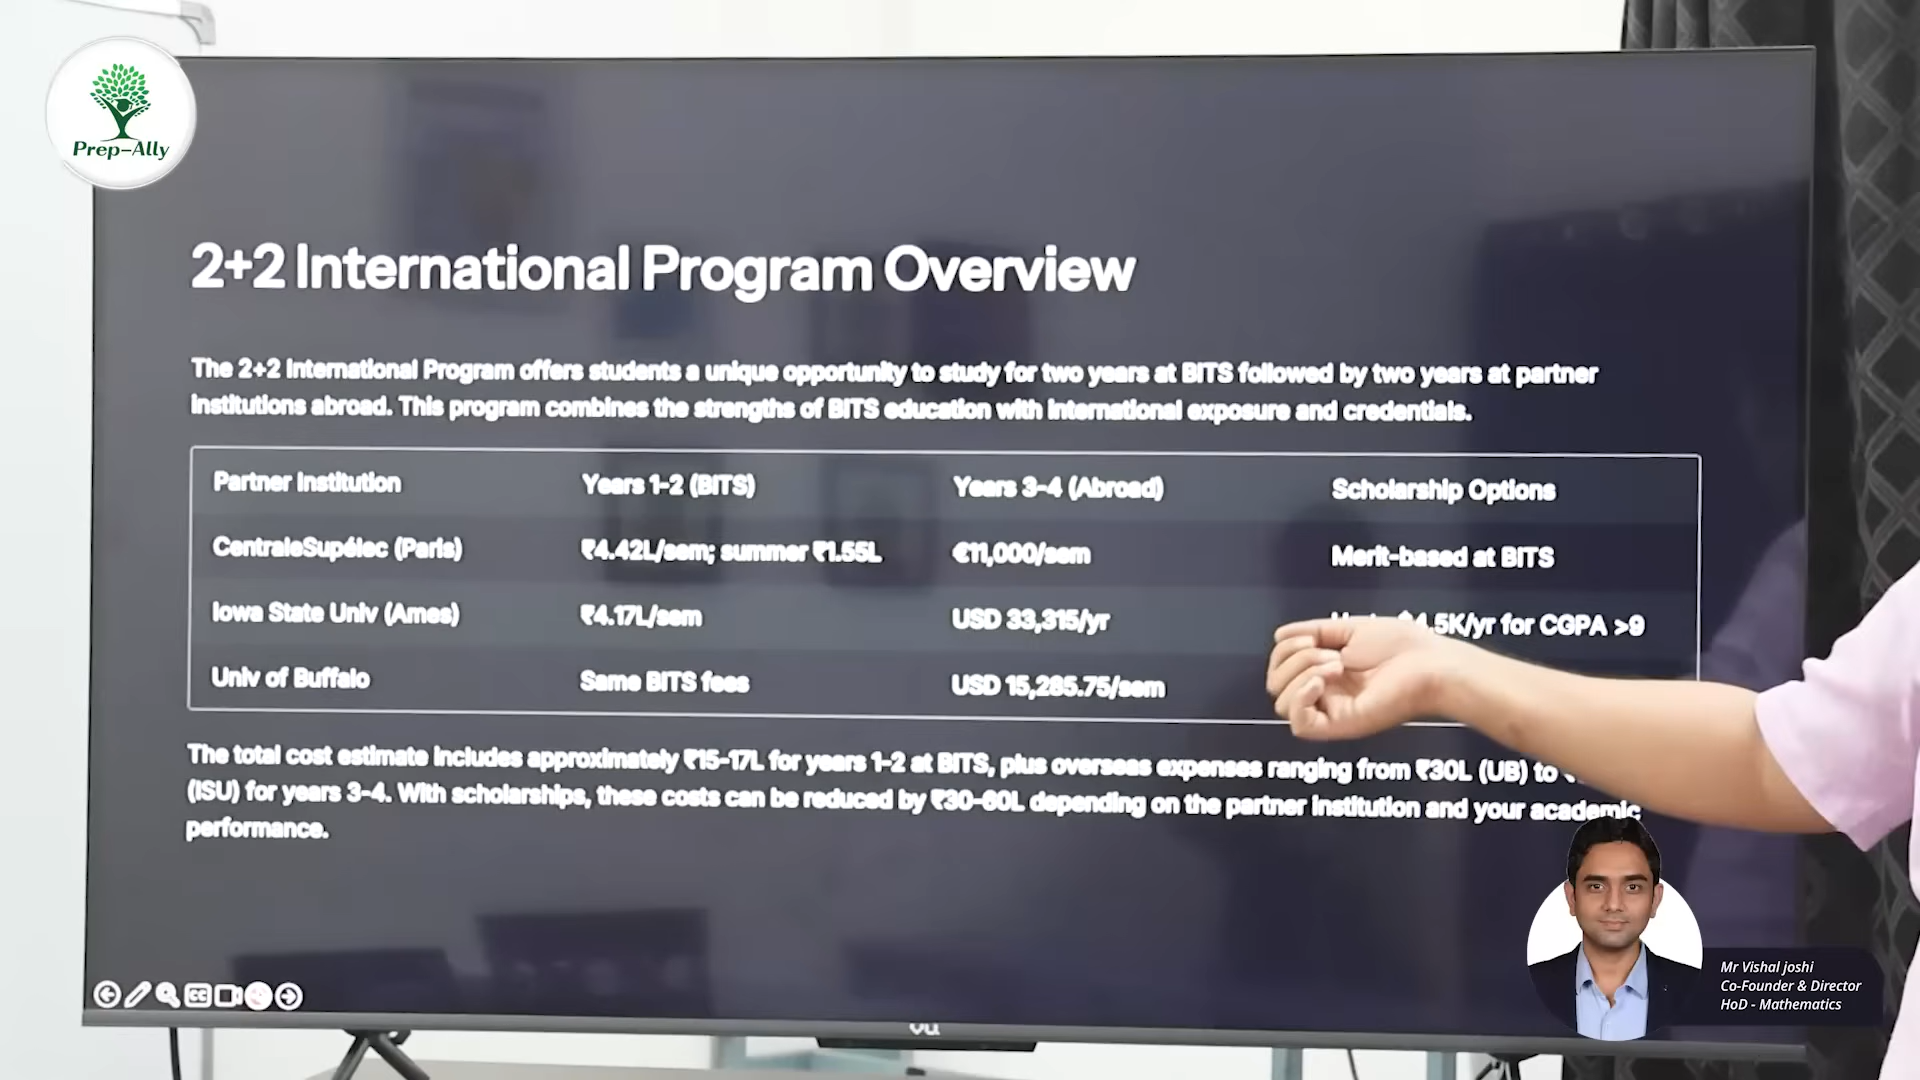 Prep-Ally
2+2 International Program Overview
The 2+2 International Program offers students a unique opportunity to study for two years at BITS followed by two years at partner
institutions abroad. This program combines the strengths of BITS education with international exposure and credentials.
Partner Institution Years 1-2 (BITS) Years 3-4 (Abroad) Scholarship Options
CentraleSupélec (Paris) ₹4.42L/sem; summer ₹1.55L €11,000/sem Merit-based at BITS
Iowa State Univ (Ames) ₹4.17L/sem USD 33,315/yr .5K/yr for CGPA >9
Univ of Buffalo Same BITS fees USD 15,285.75/sem
The total cost estimate includes approximately ₹15-17L for years 1-2 at BITS, plus overseas expenses ranging from ₹30L (UB) to
(ISU) for years 3-4. With scholarships, these costs can be reduced by ₹30-60L depending on the partner institution and your academic
performance.
CC
vu
Mr Vishal joshi
Co-Founder & Director
HoD - Mathematics